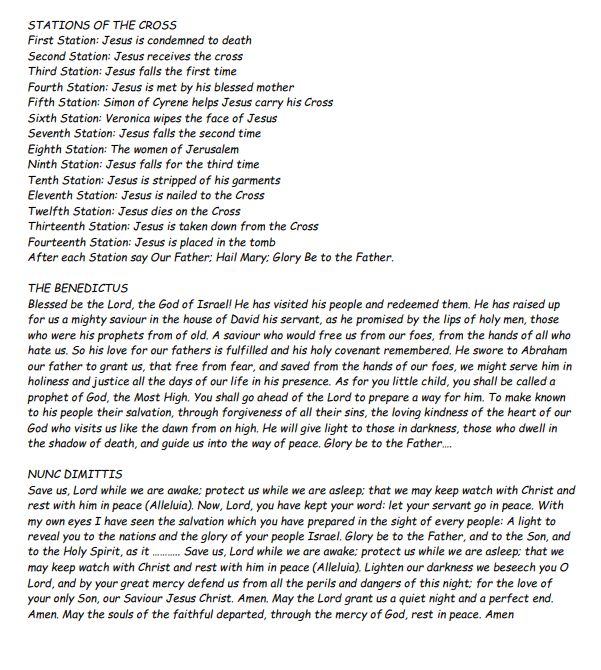 STATIONS OF THE CROSS
First Station: Jesus is condemned to death
Second Station: Jesus receives the cross
Third Station: Jesus falls the first time
Fourth Station: Jesus is met by his blessed mother
Fifth Station: Simon of Cyrene helps Jesus carry his Cross
Sixth Station: Veronica wipes the face of Jesus
Seventh Station: Jesus falls the second time
Eighth Station: The women of Jerusalem
Ninth Station: Jesus falls for the third time
Tenth Station: Jesus is stripped of his garments
Eleventh Station: Jesus is nailed to the Cross
Twelfth Station: Jesus dies on the Cross
Thirteenth Station: Jesus is taken down from the Cross
Fourteenth Station: Jesus is placed in the tomb
After each Station say Our Father; Hail Mary; Glory Be to the Father.
THE BENEDICTUS
Blessed be the Lord, the God of Israel! He has visited his people and redeemed them. He has raised up
for us a mighty saviour in the house of David his servant, as he promised by the lips of holy men, those
who were his prophets from of old. A saviour who would free us from our foes, from the hands of all who
hate us. So his love for our fathers is fulfilled and his holy covenant remembered. He swore to Abraham
our father to grant us, that free from fear, and saved from the hands of our foes, we might serve him in
holiness and justice all the days of our life in his presence. As for you little child, you shall be called a
prophet of God, the Most High. You shall go ahead of the Lord to prepare a way for him. To make known
to his people their salvation, through forgiveness of all their sins, the loving kindness of the heart of our
God who visits us like the dawn from on high. He will give light to those in darkness, those who dwell in
the shadow of death, and guide us into the way of peace. Glory be to the Father....
NUNC DIMITTIS
Save us, Lord while we are awake; protect us while we are asleep; that we may keep watch with Christ and
rest with him in peace (Alleluia). Now, Lord, you have kept your word: let your servant go in peace. With
my own eyes I have seen the salvation which you have prepared in the sight of every people: A light to
reveal you to the nations and the glory of your people Israel. Glory be to the Father, and to the Son, and
to the Holy Spirit, as it ........... Save us, Lord while we are awake; protect us while we are asleep; that we
may keep watch with Christ and rest with him in peace (Alleluia). Lighten our darkness we beseech you O
Lord, and by your great mercy defend us from all the perils and dangers of this night; for the love of
your only Son, our Saviour Jesus Christ. Amen. May the Lord grant us a quiet night and a perfect end.
Amen. May the souls of the faithful departed, through the mercy of God, rest in peace. Amen